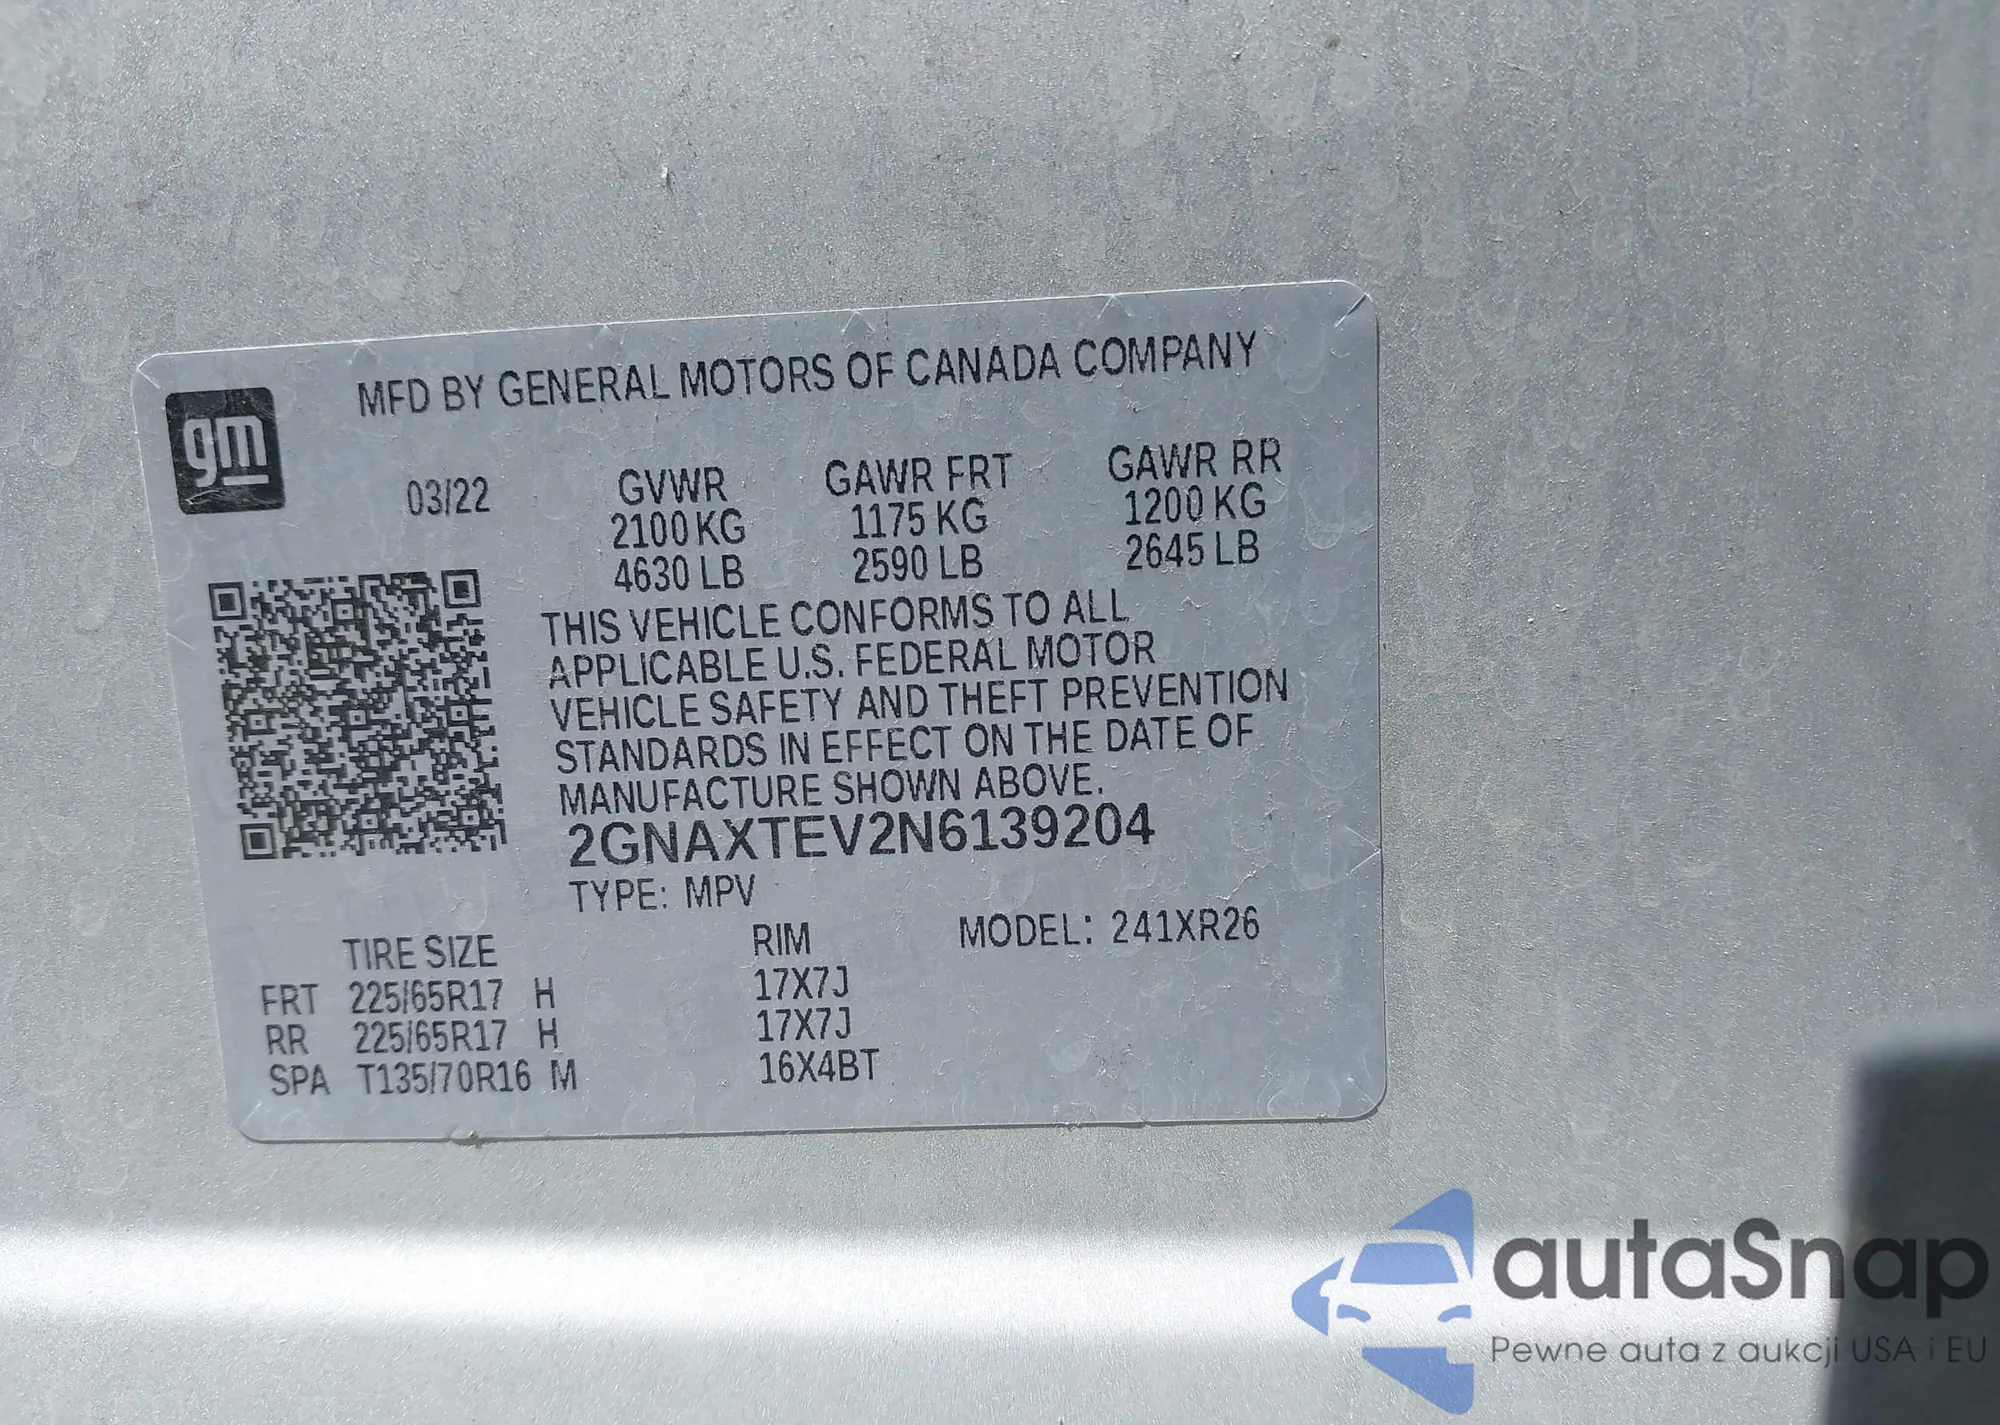 gm
MFD BY GENERAL MOTORS OF CANADA COMPANY
03/22 GVWR GAWR FRT GAWR RR
2100 KG 1175 KG 1200 KG
4630 LB 2590 LB 2645 LB
THIS VEHICLE CONFORMS TO ALL
APPLICABLE U.S. FEDERAL MOTOR
VEHICLE SAFETY AND THEFT PREVENTION
STANDARDS IN EFFECT ON THE DATE OF
MANUFACTURE SHOWN ABOVE.
2GNAXTEV2N6139204
TYPE: MPV
TIRE SIZE RIM MODEL: 241XR26
FRT 225/65R17 H 17X7J
RR 225/65R17 H 17X7J
SPA T135/70R16 M 16X4BT
autaSnap
Pewne auta z aukcji USA i EU